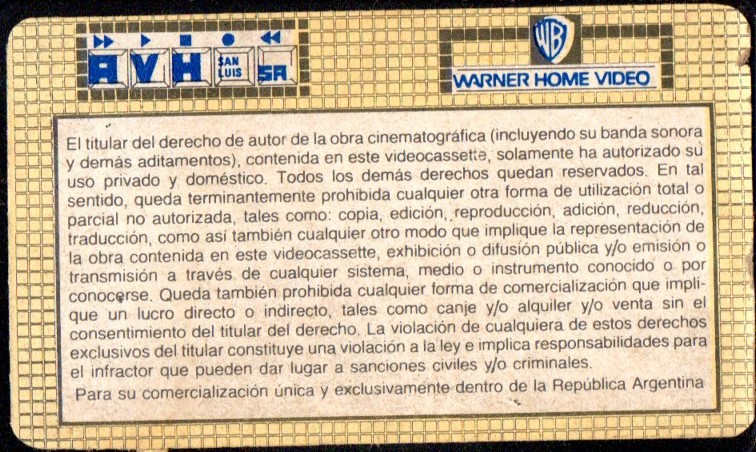 AVH SAN LUIS SA
WB
WARNER HOME VIDEO
El titular del derecho de autor de la obra cinematográfica (incluyendo su banda sonora
y demás aditamentos), contenida en este videocassette, solamente ha autorizado su
uso privado y doméstico. Todos los demás derechos quedan reservados. En tal
sentido, queda terminantemente prohibida cualquier otra forma de utilización total o
parcial no autorizada, tales como: copia, edición, reproducción, adición, reducción,
traducción, como así también cualquier otro modo que implique la representación de
la obra contenida en este videocassette, exhibición o difusión pública y/o emisión o
transmisión a través de cualquier sistema, medio o instrumento conocido o por
conocerse. Queda también prohibida cualquier forma de comercialización que impli-
que un lucro directo o indirecto, tales como canje y/o alquiler y/o venta sin el
consentimiento del titular del derecho. La violación de cualquiera de estos derechos
exclusivos del titular constituye una violación a la ley e implica responsabilidades para
el infractor que pueden dar lugar a sanciones civiles y/o criminales.
Para su comercialización única y exclusivamente dentro de la República Argentina